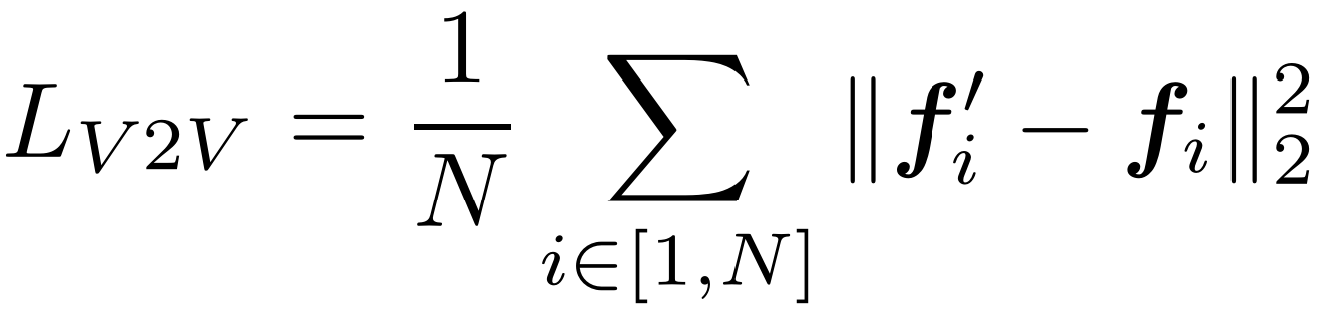 $L_{V2V} = \frac{1}{N} \sum_{i \in [1,N]} \| \boldsymbol{f}'_i - \boldsymbol{f}_i \|_2^2$